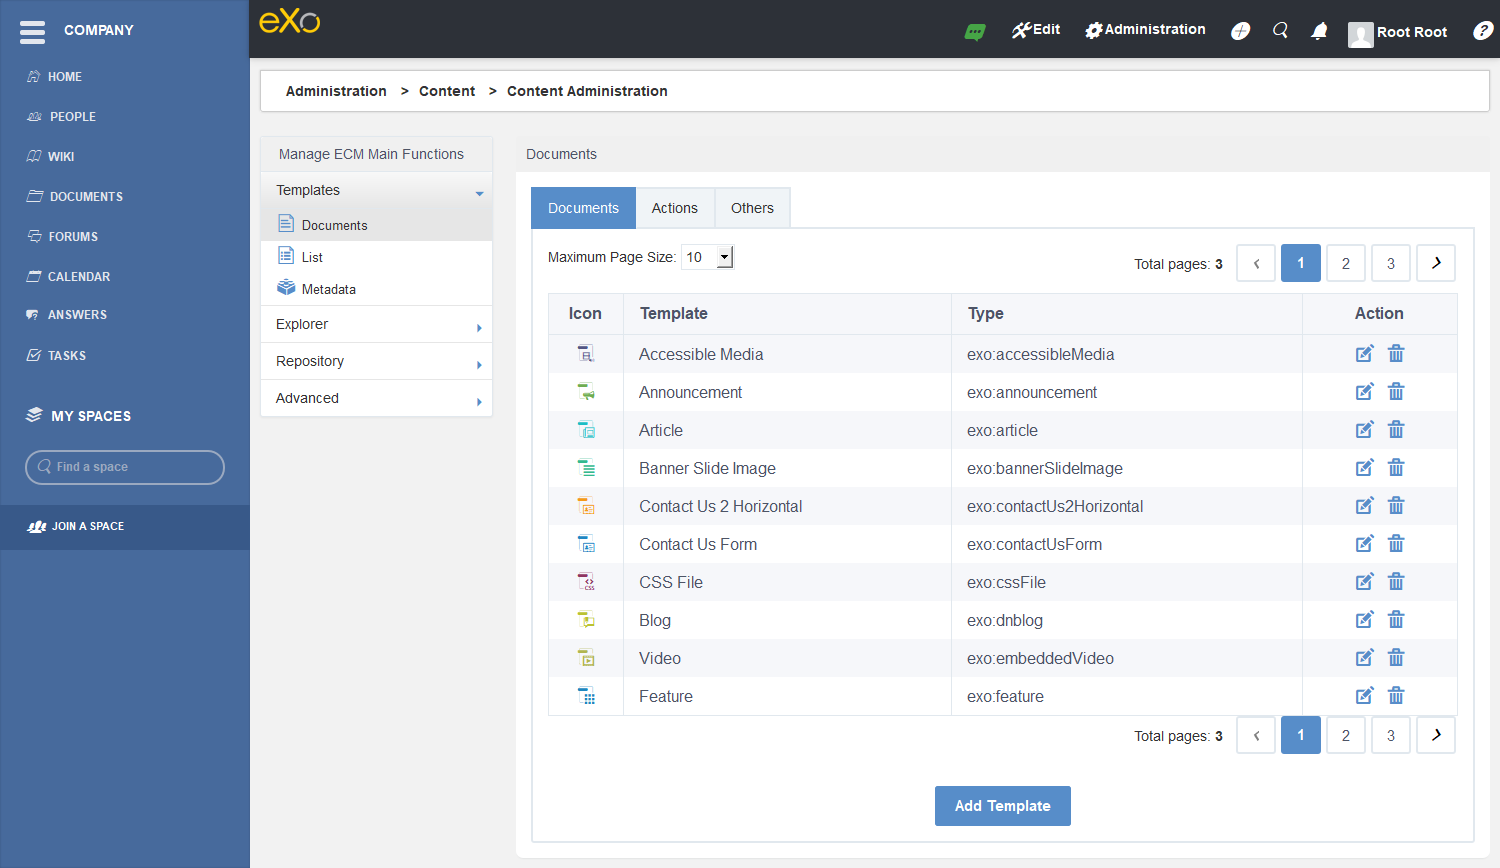 COMPANY
HOME
PEOPLE
WIKI
DOCUMENTS
FORUMS
CALENDAR
ANSWERS
TASKS
MY SPACES
Find a space
JOIN A SPACE
eXo
Edit
Administration
Root Root
?
Administration > Content > Content Administration
Manage ECM Main Functions
Templates
Documents
List
Metadata
Explorer
Repository
Advanced
Documents
Documents Actions Others
Maximum Page Size: 10
Total pages: 3 ‹ 1 2 3 ›
Icon Template Type Action
Accessible Media exo:accessibleMedia
Announcement exo:announcement
Article exo:article
Banner Slide Image exo:bannerSlideImage
Contact Us 2 Horizontal exo:contactUs2Horizontal
Contact Us Form exo:contactUsForm
CSS CSS File exo:cssFile
Blog exo:dnblog
Video exo:embeddedVideo
Feature exo:feature
Total pages: 3 ‹ 1 2 3 ›
Add Template